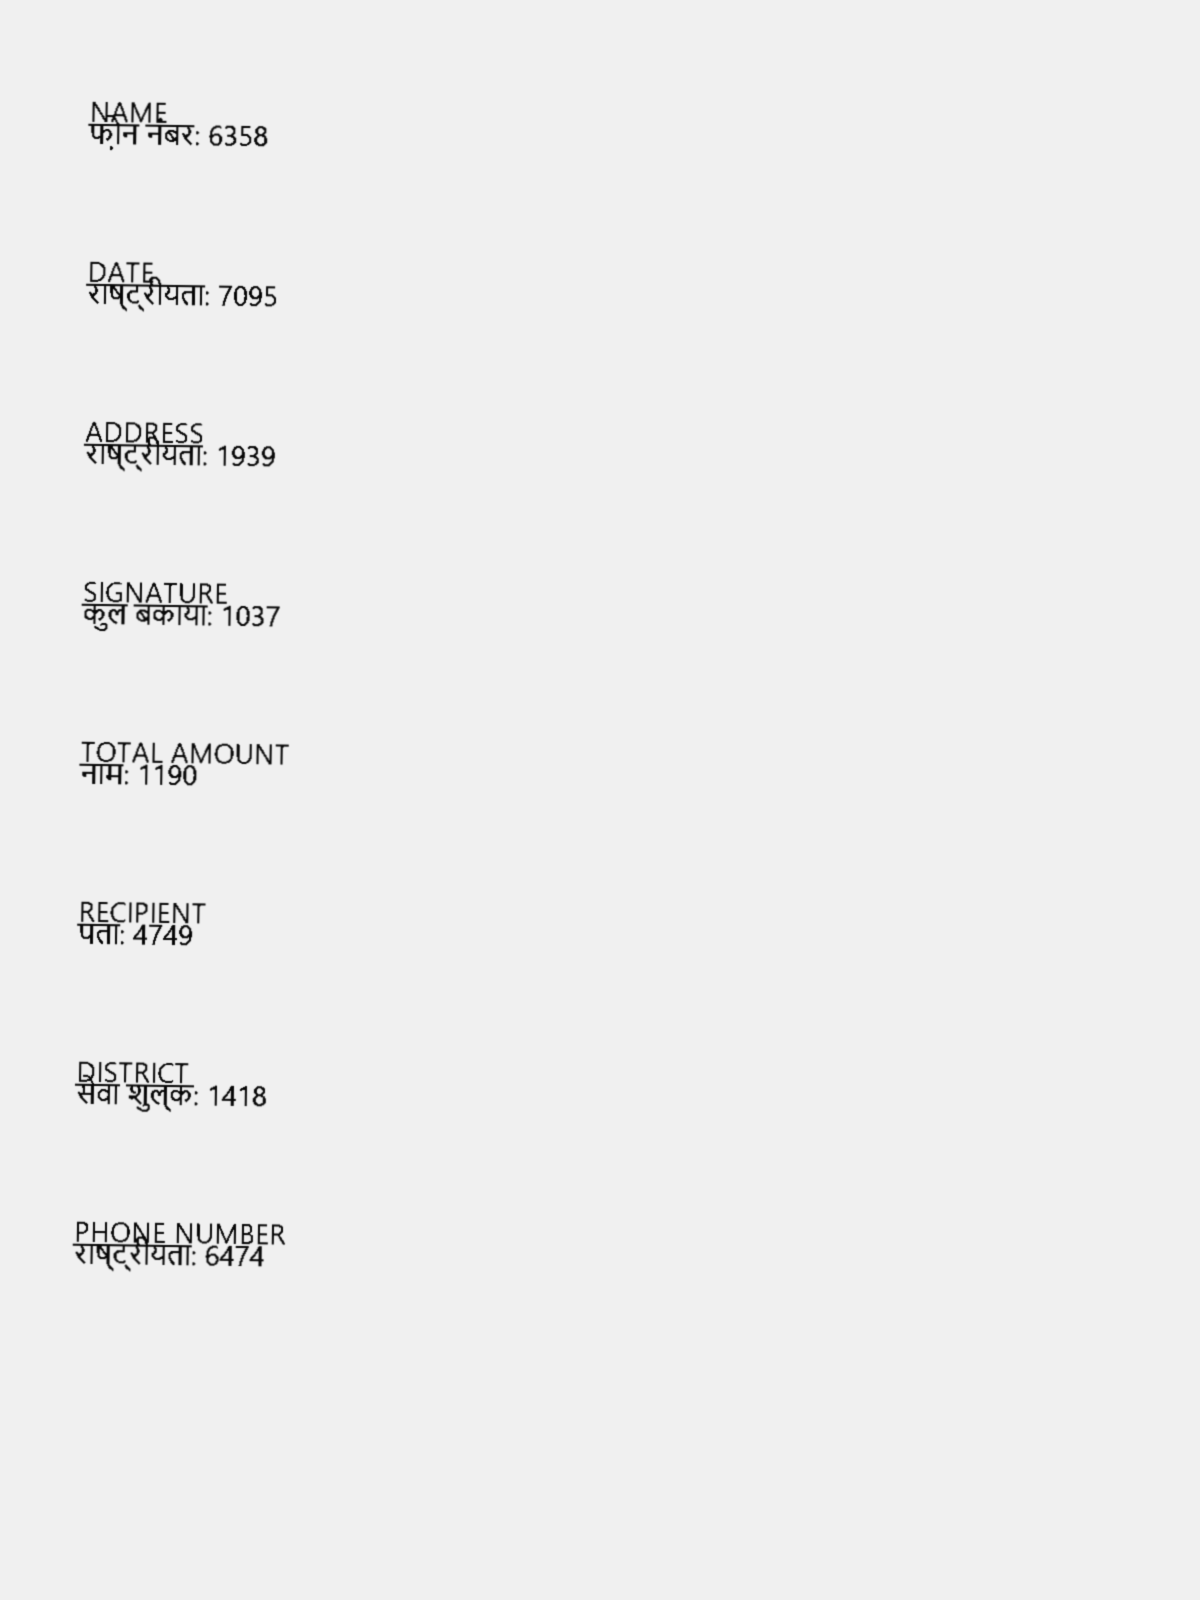 NAME
फ़ोन नंबर: 6358
DATE
राष्ट्रीयता: 7095
ADDRESS
राष्ट्रीयता: 1939
SIGNATURE
कुल बकाया: 1037
TOTAL AMOUNT
नाम: 1190
RECIPIENT
पता: 4749
DISTRICT
सेवा शुल्क: 1418
PHONE NUMBER
राष्ट्रीयता: 6474